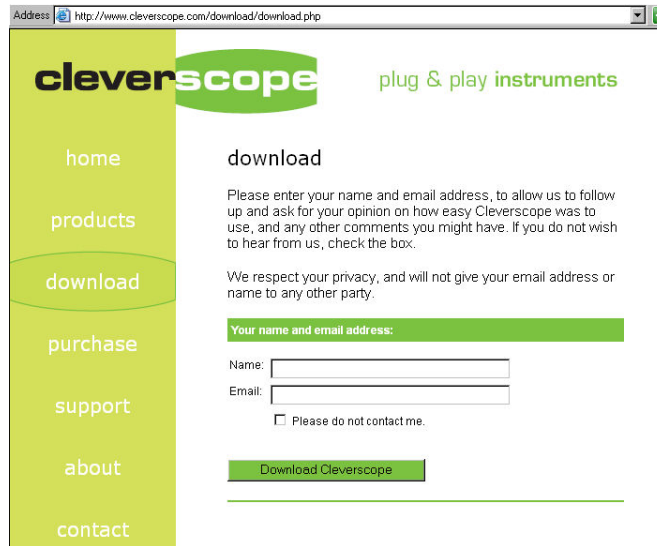 Address http://www.cleverscope.com/download/download.php
cleverscope
plug & play instruments
home
products
download
purchase
support
about
contact
download
Please enter your name and email address, to allow us to follow
up and ask for your opinion on how easy Cleverscope was to
use, and any other comments you might have. If you do not wish
to hear from us, check the box.
We respect your privacy, and will not give your email address or
name to any other party.
Your name and email address:
Name:
Email:
Please do not contact me.
Download Cleverscope